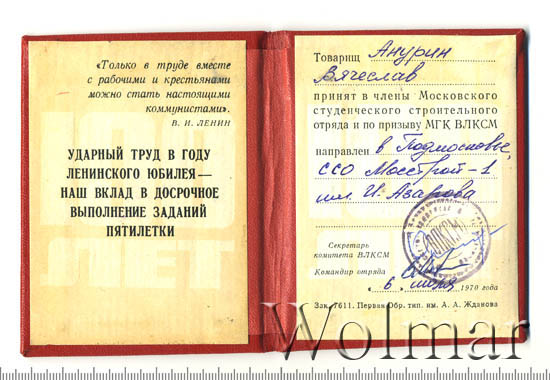 «Только в труде вместе
с рабочими и крестьянами
можно стать настоящими
коммунистами».
В. И. ЛЕНИН
УДАРНЫЙ ТРУД В ГОДУ
ЛЕНИНСКОГО ЮБИЛЕЯ—
НАШ ВКЛАД В ДОСРОЧНОЕ
ВЫПОЛНЕНИЕ ЗАДАНИЙ
ПЯТИЛЕТКИ
Товарищ Анурин
Вячеслав
принят в члены Московского
студенческого строительного
отряда и по призыву МГК ВЛКСМ
направлен в Подмосковье,
ССО Мосстрой-1
им. И. Азарова
Секретарь
комитета ВЛКСМ
ВЛКСМ
Командир отряда
„ 6 “ 1970 года
Зак. 7611. Первая Обр. тип. им. А. А. Жданова
Wolmar